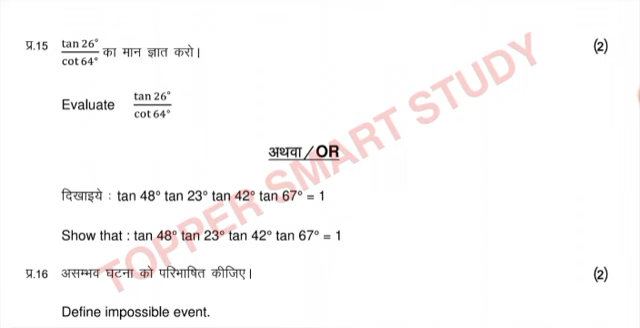 प्र.15 tan 26° / cot 64° का मान ज्ञात करो। (2)
Evaluate tan 26° / cot 64°
अथवा / OR
दिखाइये : tan 48° tan 23° tan 42° tan 67° = 1
Show that : tan 48° tan 23° tan 42° tan 67° = 1
प्र.16 असम्भव घटना को परिभाषित कीजिए। (2)
Define impossible event.
TOPPER SMART STUDY